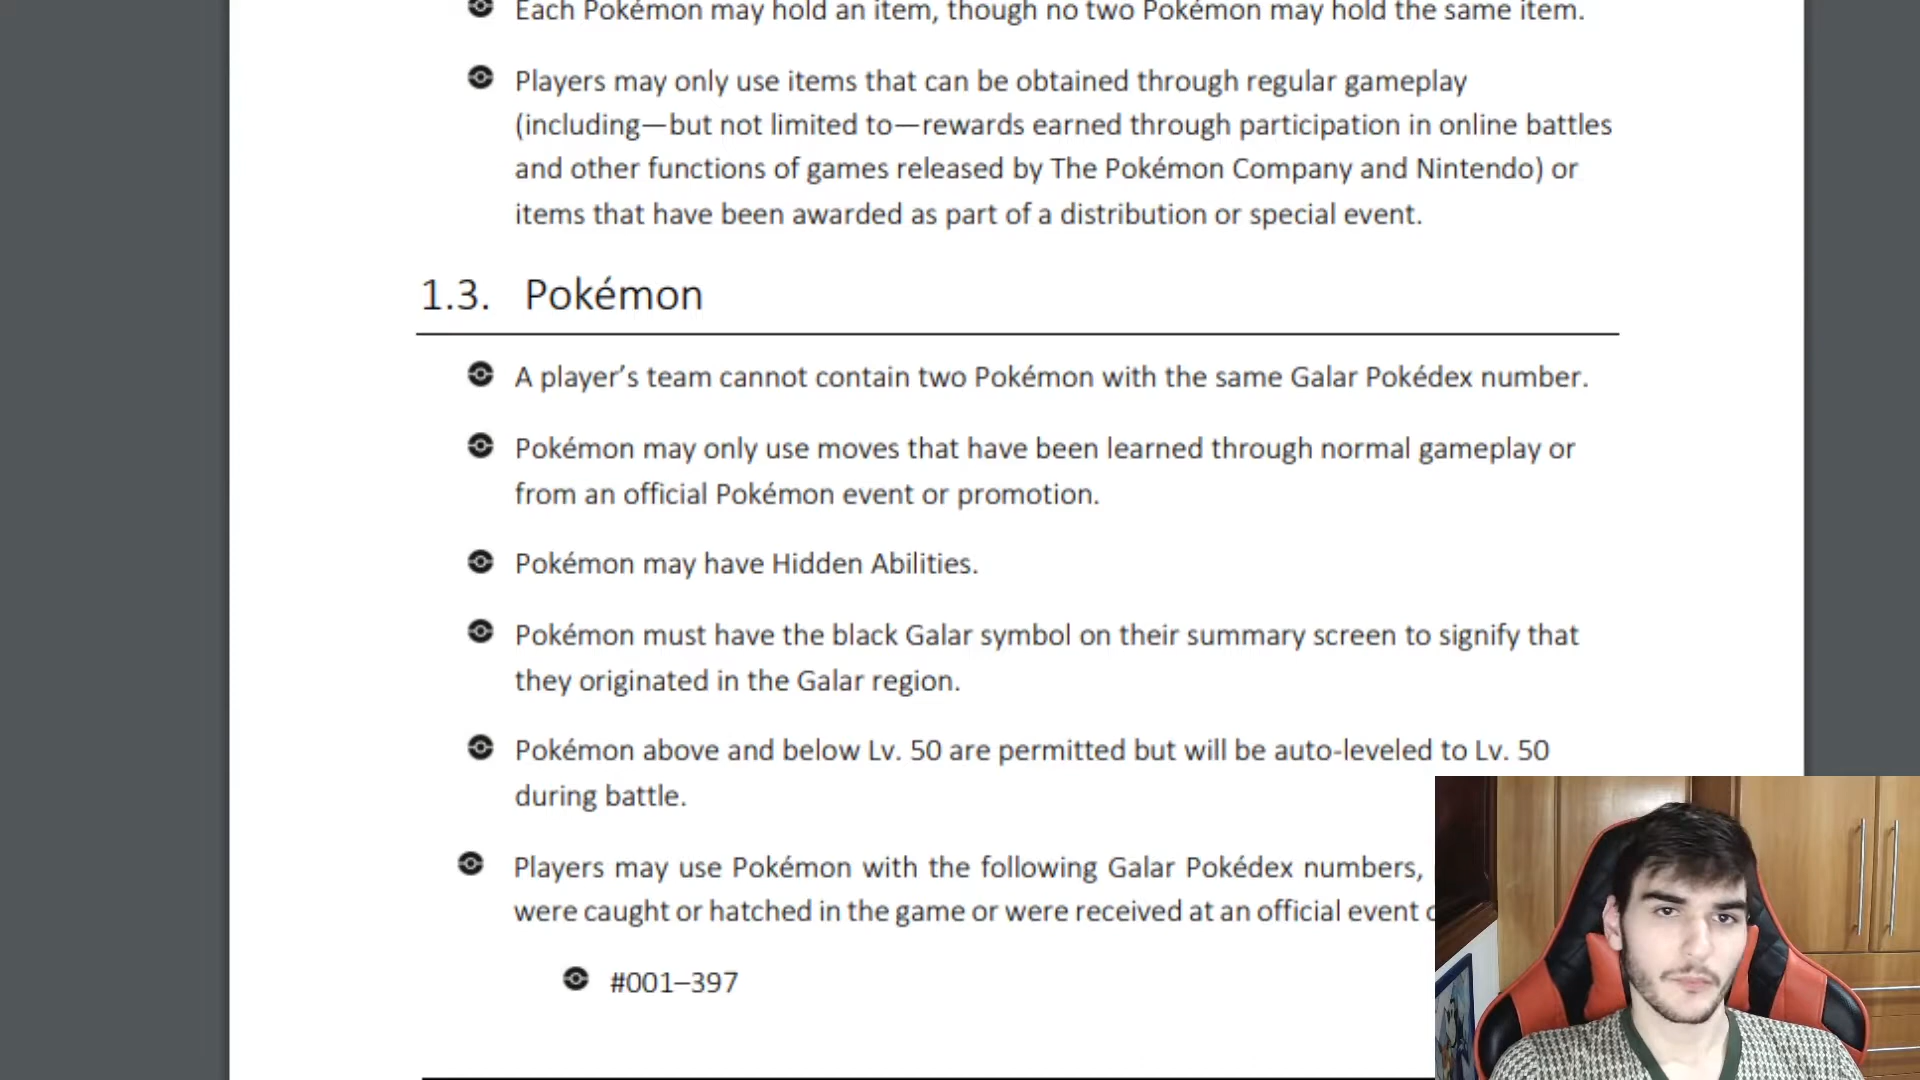 Each Pokémon may hold an item, though no two Pokémon may hold the same item.
Players may only use items that can be obtained through regular gameplay
(including—but not limited to—rewards earned through participation in online battles
and other functions of games released by The Pokémon Company and Nintendo) or
items that have been awarded as part of a distribution or special event.
1.3. Pokémon
A player’s team cannot contain two Pokémon with the same Galar Pokédex number.
Pokémon may only use moves that have been learned through normal gameplay or
from an official Pokémon event or promotion.
Pokémon may have Hidden Abilities.
Pokémon must have the black Galar symbol on their summary screen to signify that
they originated in the Galar region.
Pokémon above and below Lv. 50 are permitted but will be auto-leveled to Lv. 50
during battle.
Players may use Pokémon with the following Galar Pokédex numbers,
were caught or hatched in the game or were received at an official event
#001–397